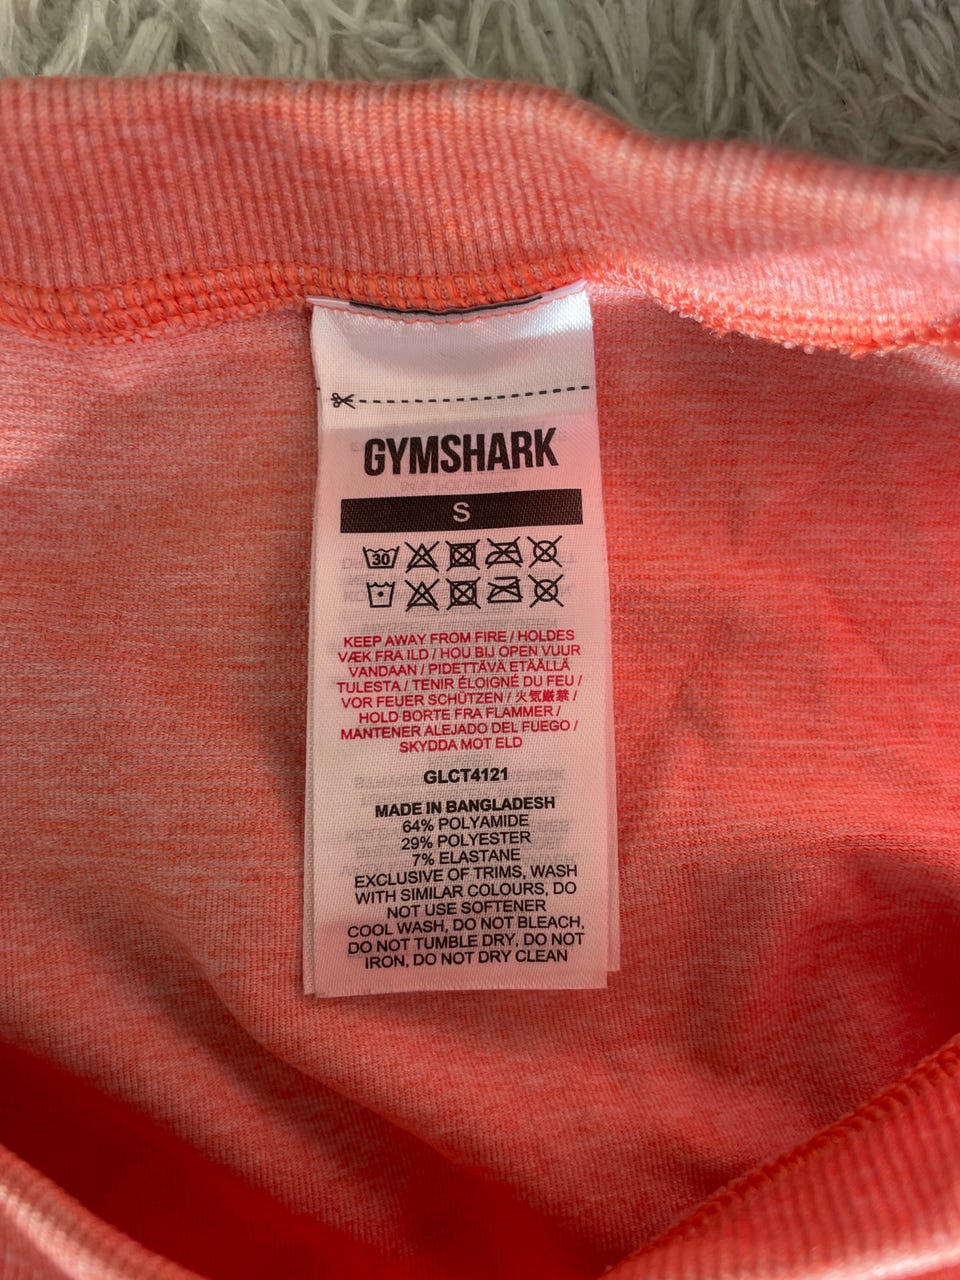 GYMSHARK
S
30
KEEP AWAY FROM FIRE / HOLDES
VÆK FRA ILD / HOU BIJ OPEN VUUR
VANDAAN / PIDETTÄVÄ ETÄÄLLÄ
TULESTA / TENIR ÉLOIGNÉ DU FEU /
VOR FEUER SCHÜTZEN / 火気厳禁 /
HOLD BORTE FRA FLAMMER /
MANTENER ALEJADO DEL FUEGO /
SKYDDA MOT ELD
GLCT4121
MADE IN BANGLADESH
64% POLYAMIDE
29% POLYESTER
7% ELASTANE
EXCLUSIVE OF TRIMS, WASH
WITH SIMILAR COLOURS, DO
NOT USE SOFTENER
COOL WASH, DO NOT BLEACH,
DO NOT TUMBLE DRY, DO NOT
IRON, DO NOT DRY CLEAN